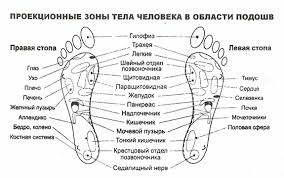 ПРОЕКЦИОННЫЕ ЗОНЫ ТЕЛА ЧЕЛОВЕКА В ОБЛАСТИ ПОДОШВ
Правая стопа
Левая стопа
Гипофиз
Трахея
Легкие
Шейный отдел
позвоночника
Щитовидная
Паращитовидная
Желудок
Панкреас
Надпочечник
Кишечник
Мочевой пузырь
Тонкий кишечник
Крестцовый отдел
позвоночника
Седалищный нерв
Глаз
Ухо
Плечо
Печень
Желчный пузырь
Аппендикс
Бедро, колено
Костная система
Тимус
Сердце
Селезенка
Почка
Мочеточники
Половая сфера